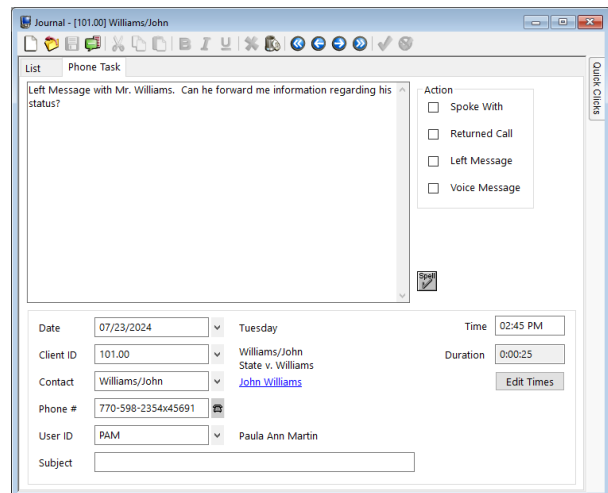 Journal - [101.00] Williams/John
B I U
List Phone Task
Quick Clicks
Left Message with Mr. Williams. Can he forward me information regarding his
status?
Action
Spoke With
Returned Call
Left Message
Voice Message
Spell
Date 07/23/2024 Tuesday Time 02:45 PM
Client ID 101.00 Williams/John
State v. Williams
Duration 0:00:25
Contact Williams/John John Williams Edit Times
Phone # 770-598-2354x45691
User ID PAM Paula Ann Martin
Subject